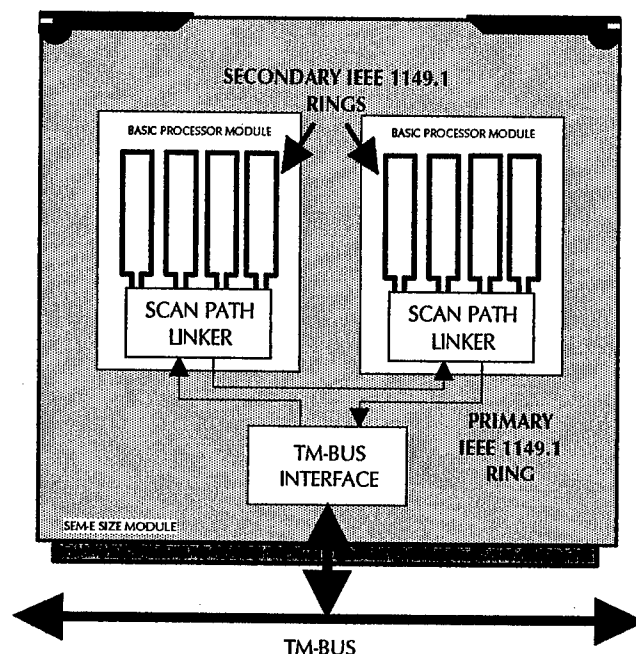 SECONDARY IEEE 1149.1
RINGS
BASIC PROCESSOR MODULE
BASIC PROCESSOR MODULE
SCAN PATH
LINKER
SCAN PATH
LINKER
PRIMARY
IEEE 1149.1
RING
TM-BUS
INTERFACE
SEM-E SIZE MODULE
TM-BUS